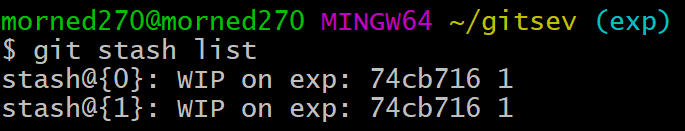 morned270@morned270 MINGW64 ~/gitsev (exp)
$ git stash list
stash@{0}: WIP on exp: 74cb716 1
stash@{1}: WIP on exp: 74cb716 1